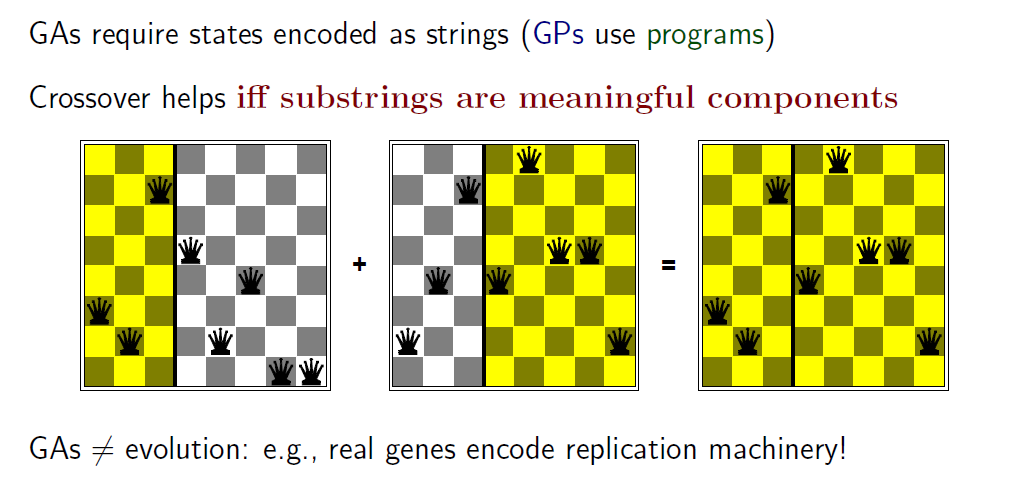 GAs require states encoded as strings (GPs use programs)
Crossover helps iff substrings are meaningful components
+ =
GAs ≠ evolution: e.g., real genes encode replication machinery!